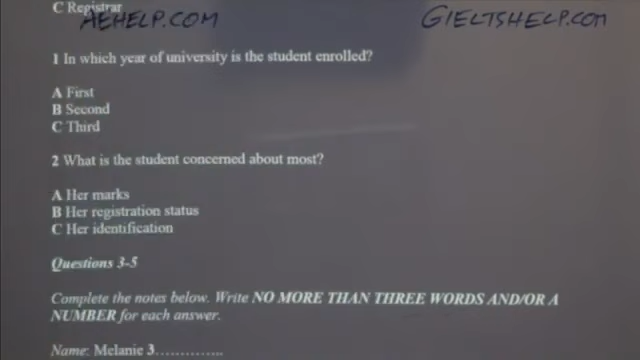 C Registrar
AEHELP.COM
GIELTSHELP.COM
1 In which year of university is the student enrolled?
A First
B Second
C Third
2 What is the student concerned about most?
A Her marks
B Her registration status
C Her identification
Questions 3-5
Complete the notes below. Write NO MORE THAN THREE WORDS AND/OR A
NUMBER for each answer.
Name: Melanie 3.............